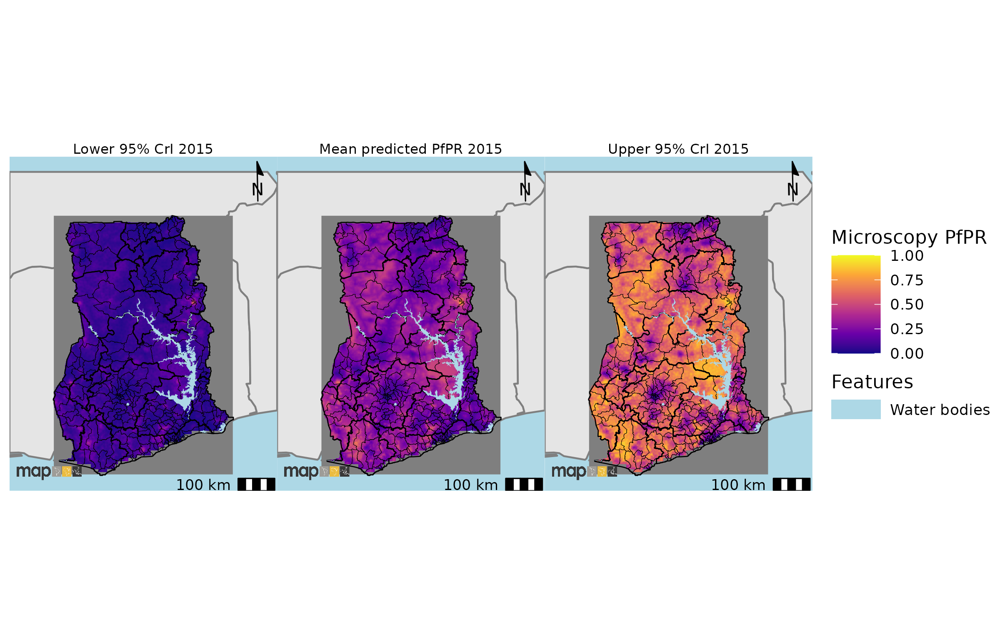 Lower 95% CrI 2015
Mean predicted PfPR 2015
Upper 95% CrI 2015
N
N
N
Microscopy PfPR
1.00
0.75
0.50
0.25
0.00
Features
Water bodies
map
map
map
100 km
100 km
100 km